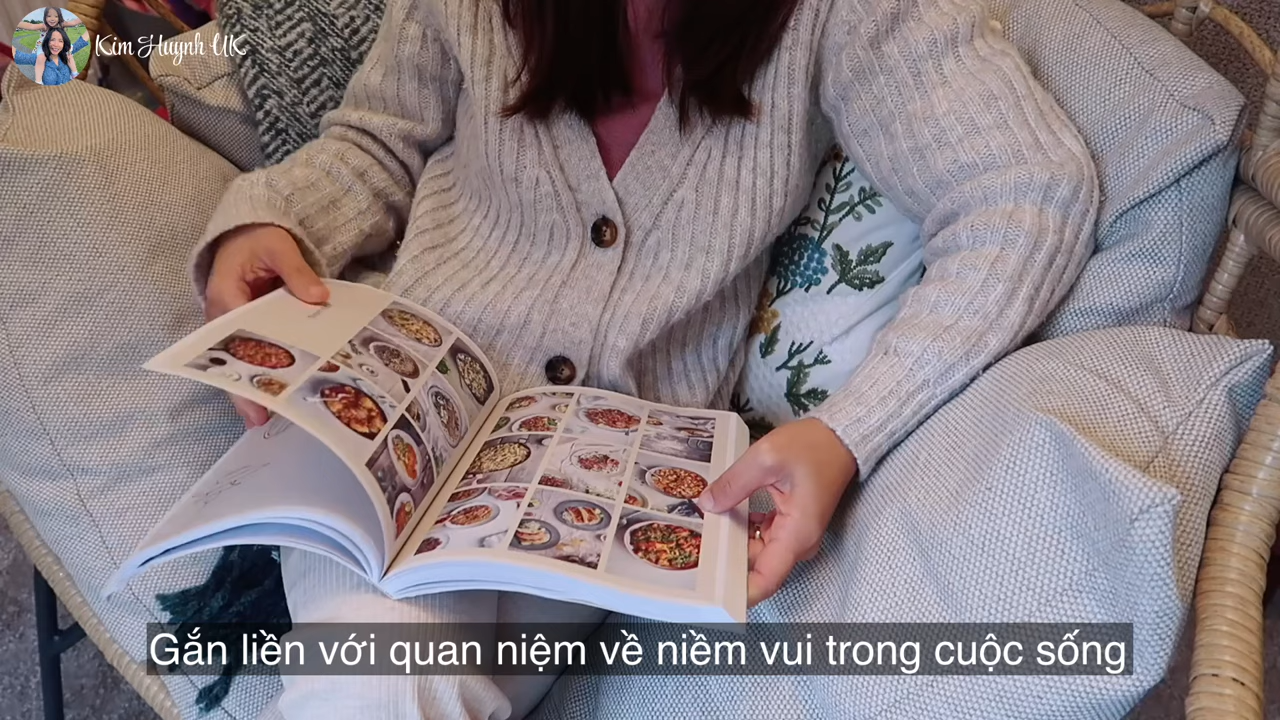 Kim Huynh UK
Gắn liền với quan niệm về niềm vui trong cuộc sống